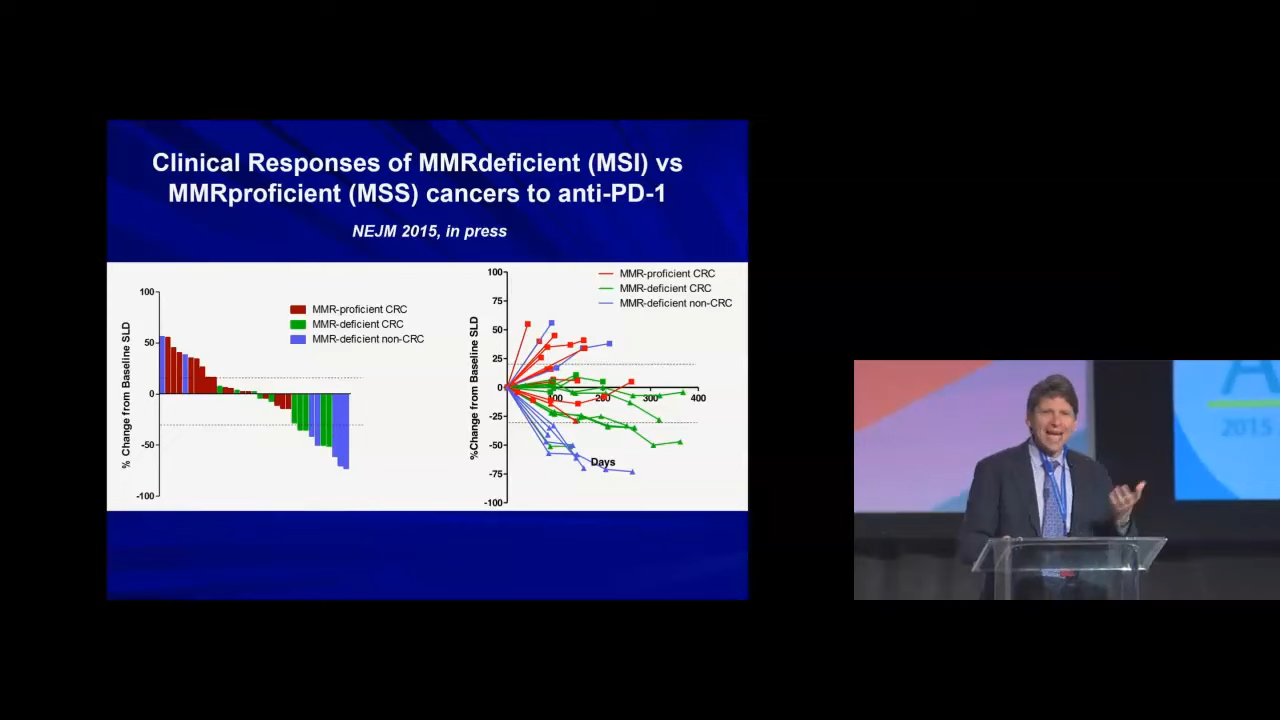 Clinical Responses of MMRdeficient (MSI) vs
MMRproficient (MSS) cancers to anti-PD-1
NEJM 2015, in press
% Change from Baseline SLD
100
50
0
-50
-100
MMR-proficient CRC
MMR-deficient CRC
MMR-deficient non-CRC
%Change from Baseline SLD
100
75
50
25
0
-25
-50
-75
-100
100
200
300
400
Days
MMR-proficient CRC
MMR-deficient CRC
MMR-deficient non-CRC
A
2015